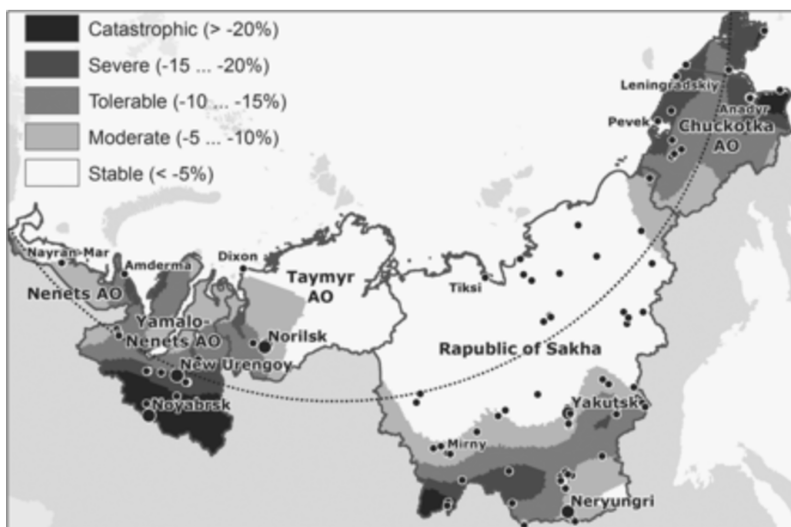 Catastrophic (> -20%)
Severe (-15 ... -20%)
Tolerable (-10 ... -15%)
Moderate (-5 ... -10%)
Stable (< -5%)
Leningradskiy
Anadyr
Pevek
Chuckotka
AO
Nayran-Mar
Amderma
Dixon
Nenets AO
Taymyr
AO
Tiksi
Yamalo-
Nenets AO
Norilsk
Rapublic of Sakha
New Urengoy
Noyabrsk
Yakutsk
Mirny
Neryungri